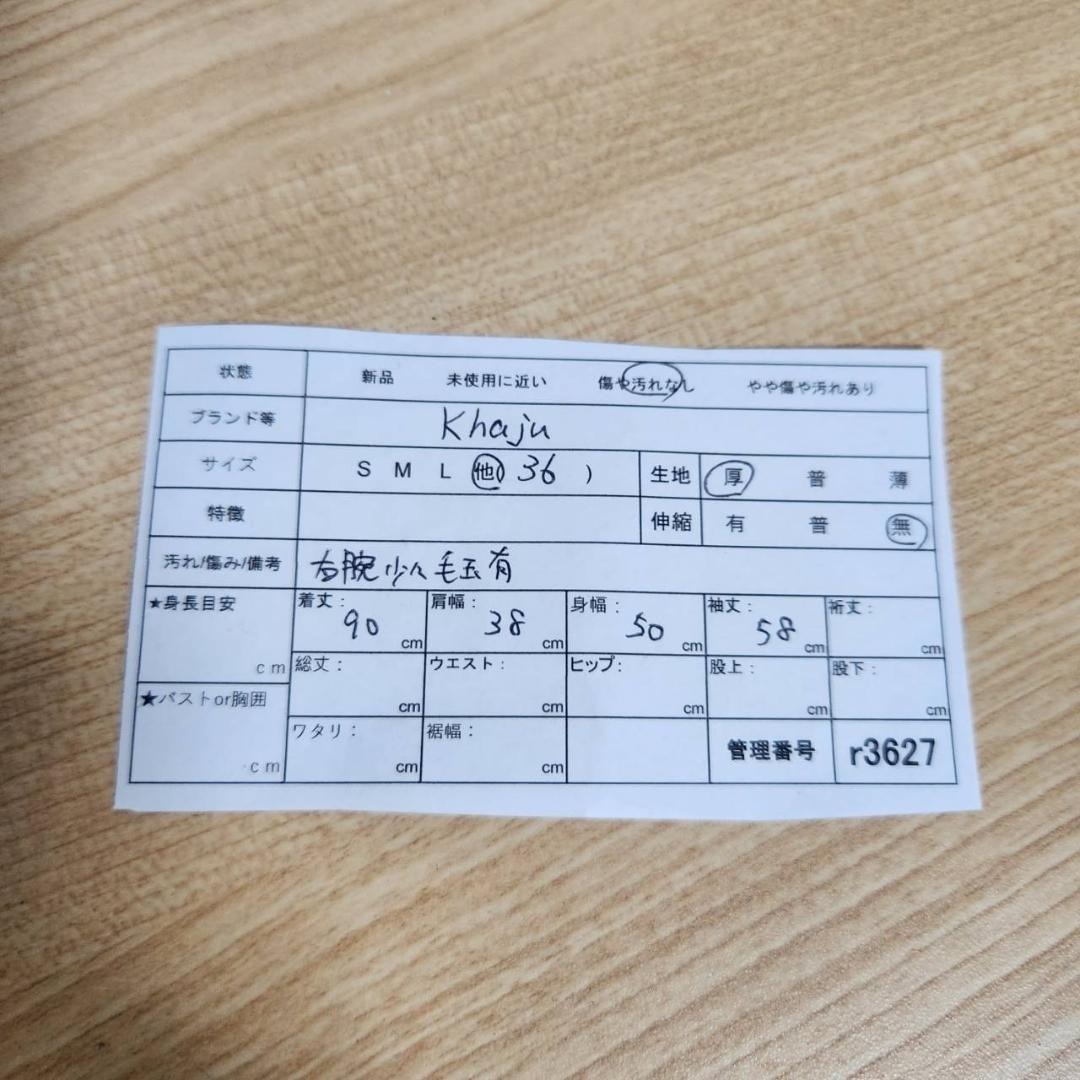 状態 新品 未使用に近い 傷や汚れなし やや傷や汚れあり
ブランド等 Khaju
サイズ S M L 他( 36 ) 生地 厚 普 薄
特徴 伸縮 有 普 無
汚れ/傷み/備考 右腕少し毛玉有
★身長目安 cm 着丈: 90 cm 肩幅: 38 cm 身幅: 50 cm 袖丈: 58 cm 裄丈: cm
総丈: cm ウエスト: cm ヒップ: cm 股上: cm 股下: cm
★バストor胸囲 cm ワタリ: cm 裾幅: cm 管理番号 r3627